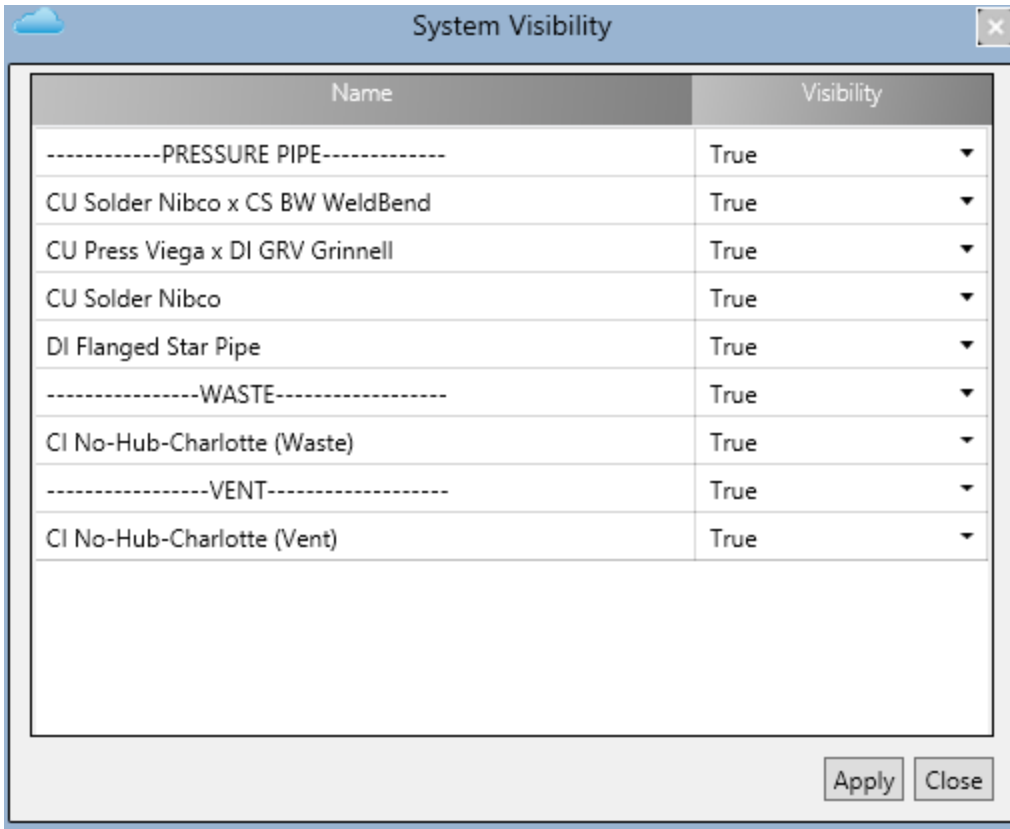 System Visibility
Name Visibility
------------PRESSURE PIPE------------- True
CU Solder Nibco x CS BW WeldBend True
CU Press Viega x DI GRV Grinnell True
CU Solder Nibco True
DI Flanged Star Pipe True
----------------WASTE------------------ True
CI No-Hub-Charlotte (Waste) True
-----------------VENT------------------- True
CI No-Hub-Charlotte (Vent) True
Apply Close